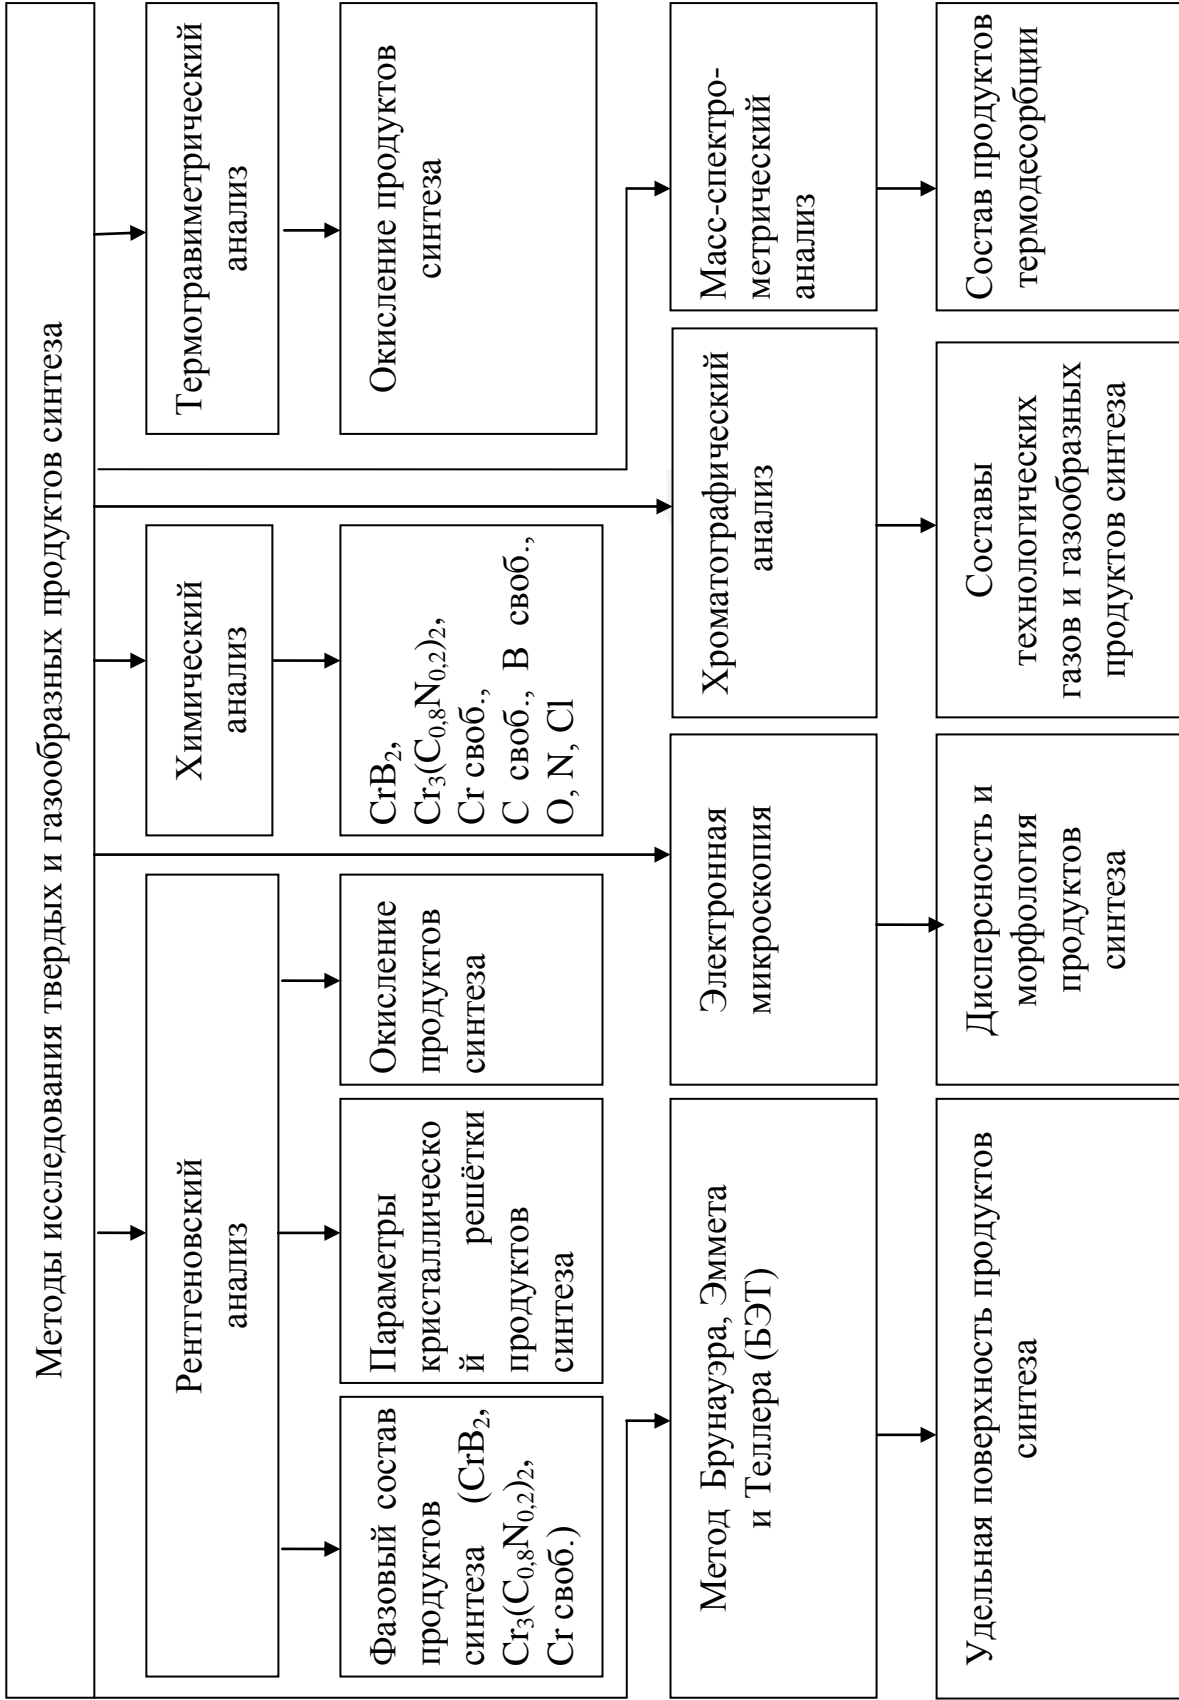 Методы исследования твердых и газообразных продуктов синтеза
Рентгеновский
анализ
Химический
анализ
Термогравиметрический
анализ
Фазовый состав
продуктов
синтеза (CrB₂,
Cr₃(C₀,₈N₀,₂)₂,
Cr своб.)
Параметры
кристаллическо
й решётки
продуктов
синтеза
Окисление
продуктов
синтеза
CrB₂,
Cr₃(C₀,₈N₀,₂)₂,
Cr своб.,
С своб., В своб.,
O, N, Cl
Окисление продуктов
синтеза
Метод Брунауэра, Эммета
и Теллера (БЭТ)
Электронная
микроскопия
Хроматографический
анализ
Масс-спектро-
метрический
анализ
Удельная поверхность продуктов
синтеза
Дисперсность и
морфология
продуктов
синтеза
Составы
технологических
газов и газообразных
продуктов синтеза
Состав продуктов
термодесорбции